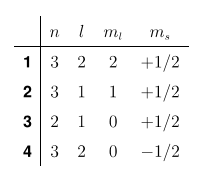 n l m_l m_s
1 3 2 2 +1/2
2 3 1 1 +1/2
3 2 1 0 +1/2
4 3 2 0 −1/2